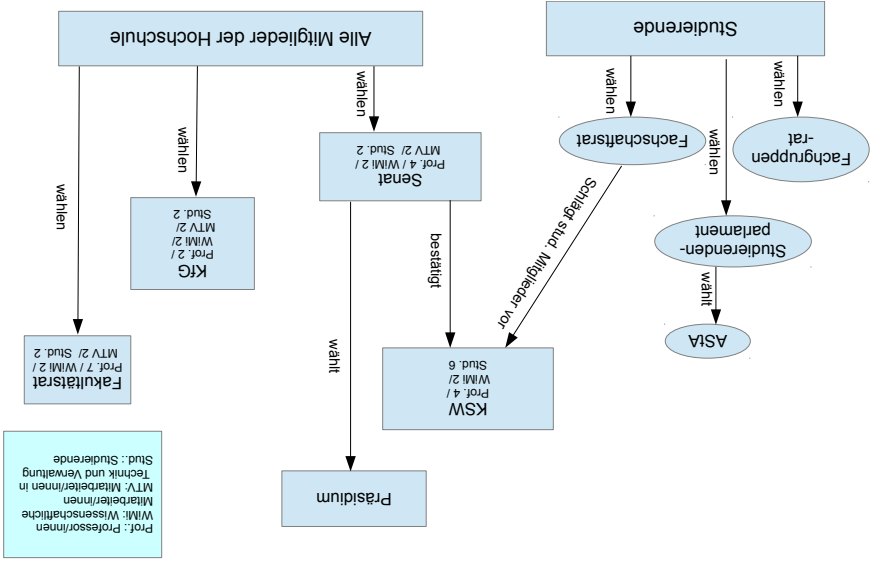 Studierende
Alle Mitglieder der Hochschule
wählen
wählen
wählen
wählen
wählen
wählen
Fachgruppen
-rat
Fachschaftsrat
Senat
Prof. 4 / WiMi 2 /
MTV 2/ Stud. 2
Studierenden-
parlament
KfG
Prof. 2 /
WiMi 2/
MTV 2/
Stud. 2
Schlägt stud. Mitglieder vor
bestätigt
wählt
wählt
AStA
KSW
Prof. 4 /
WiMi 2/
Stud. 6
Fakultätsrat
Prof. 7 / WiMi 2 /
MTV 2/ Stud. 2
Präsidium
Prof.: Professor/innen
WiMi: Wissenschaftliche
Mitarbeiter/innen
MTV: Mitarbeiter/innen in
Technik und Verwaltung
Stud.: Studierende